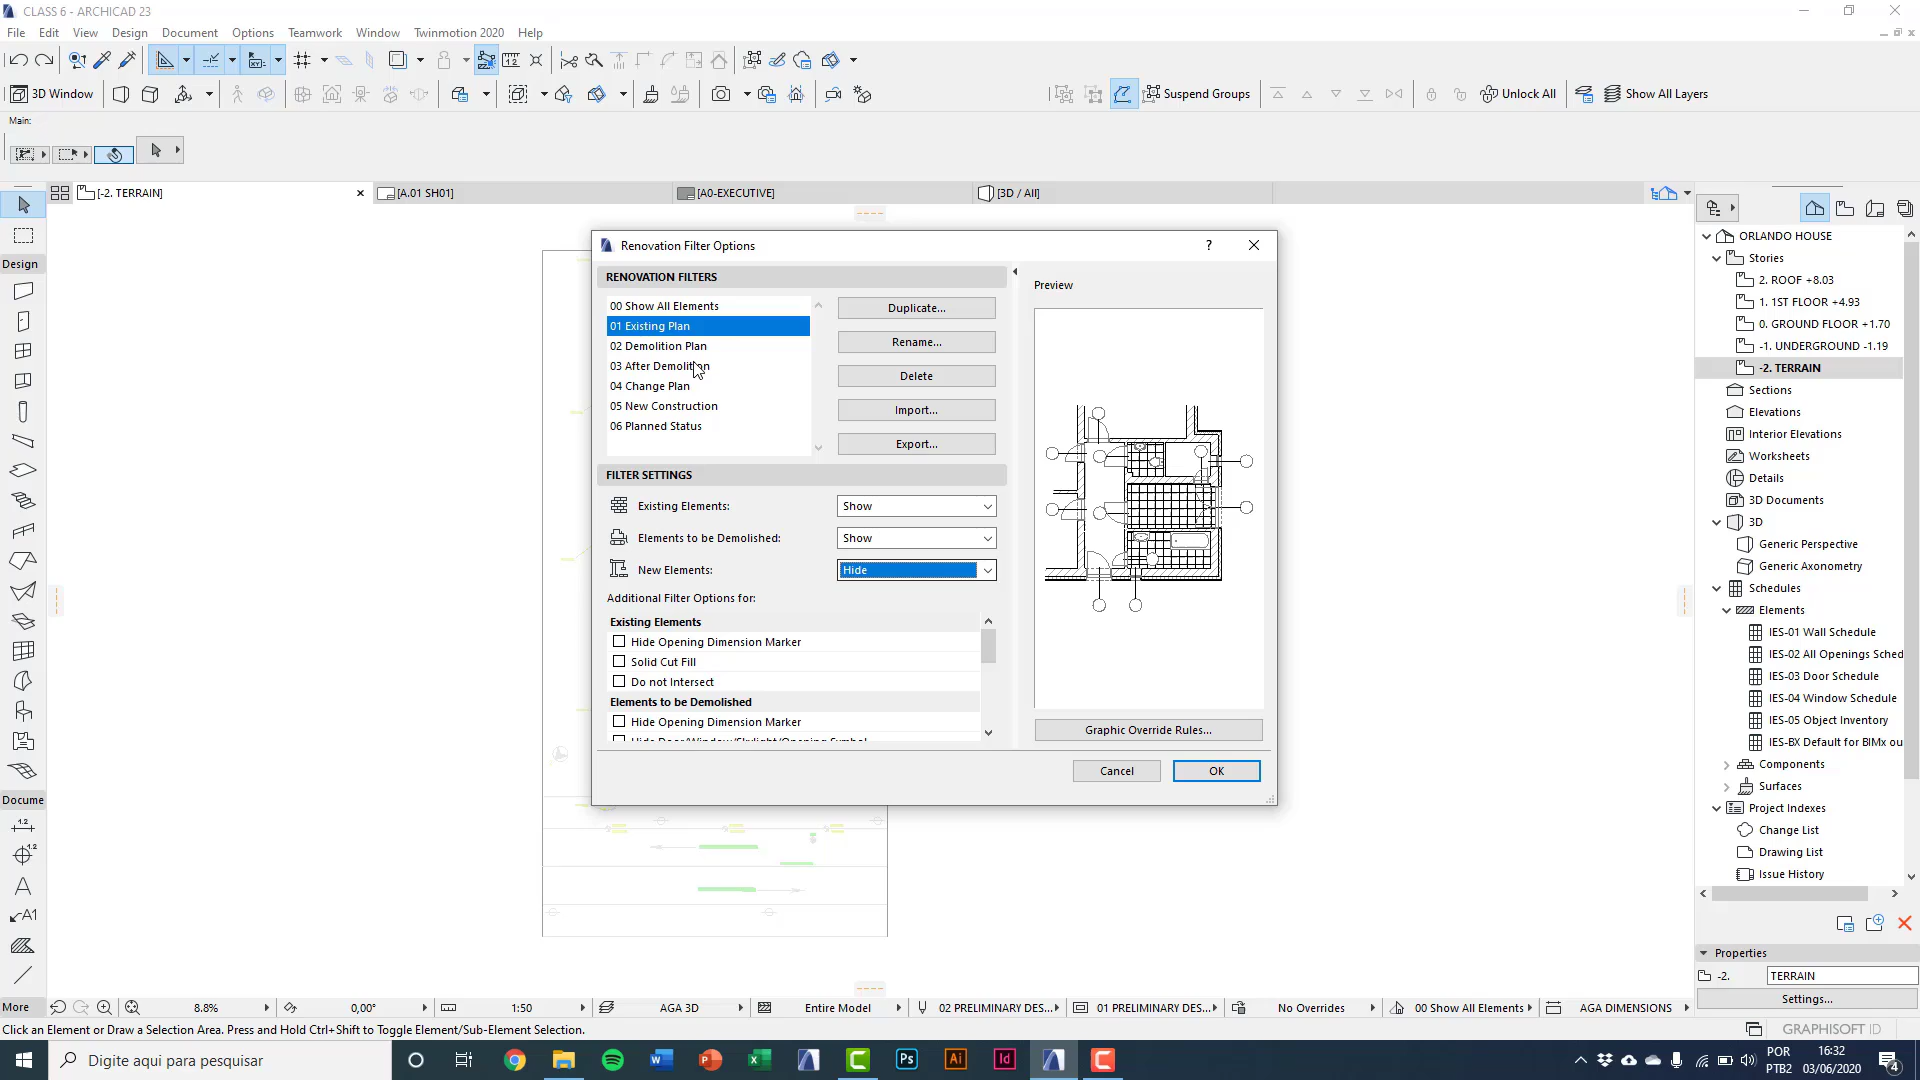 CLASS 6 - ARCHICAD 23
File Edit View Design Document Options Teamwork Window Twinmotion 2020 Help
3D Window
Suspend Groups
Unlock All
Show All Layers
Main:
[-2. TERRAIN]
[A.01 SH01]
[A0-EXECUTIVE]
[3D / All]
Design
Docume
More
Renovation Filter Options
RENOVATION FILTERS
00 Show All Elements
01 Existing Plan
02 Demolition Plan
03 After Demolition
04 Change Plan
05 New Construction
06 Planned Status
Duplicate...
Rename...
Delete
Import...
Export...
FILTER SETTINGS
Existing Elements: Show
Elements to be Demolished: Show
New Elements: Hide
Additional Filter Options for:
Existing Elements
Hide Opening Dimension Marker
Solid Cut Fill
Do not Intersect
Elements to be Demolished
Hide Opening Dimension Marker
Hide Door/Window/Skylight/Opening Symbol
Preview
Graphic Override Rules...
Cancel
OK
ORLANDO HOUSE
Stories
2. ROOF +8.03
1. 1ST FLOOR +4.93
0. GROUND FLOOR +1.70
-1. UNDERGROUND -1.19
-2. TERRAIN
Sections
Elevations
Interior Elevations
Worksheets
Details
3D Documents
3D
Generic Perspective
Generic Axonometry
Schedules
Elements
IES-01 Wall Schedule
IES-02 All Openings Sched
IES-03 Door Schedule
IES-04 Window Schedule
IES-05 Object Inventory
IES-BX Default for BIMx ou
Components
Surfaces
Project Indexes
Change List
Drawing List
Issue History
Properties
-2. TERRAIN
Settings...
8.8%
0,00°
1:50
AGA 3D
Entire Model
02 PRELIMINARY DES...
01 PRELIMINARY DES...
No Overrides
00 Show All Elements
AGA DIMENSIONS
Click an Element or Draw a Selection Area. Press and Hold Ctrl+Shift to Toggle Element/Sub-Element Selection.
GRAPHISOFT ID
Digite aqui para pesquisar
POR
PTB2
16:32
03/06/2020
4